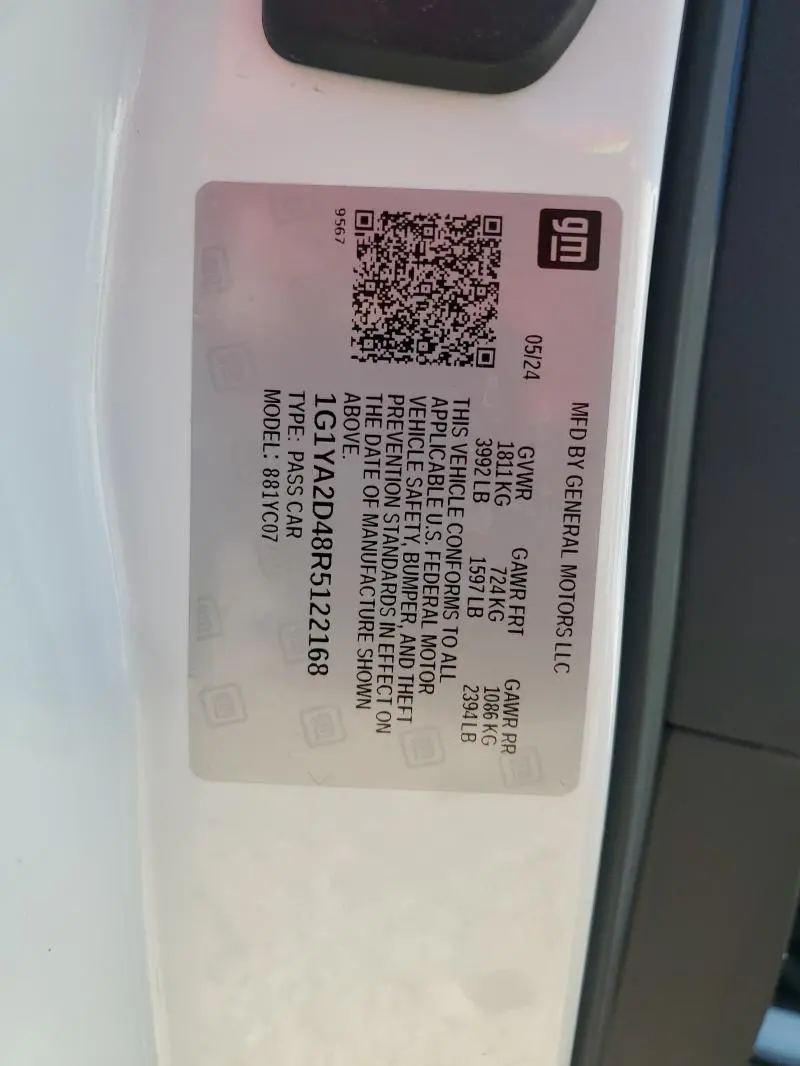 gm
MFD BY GENERAL MOTORS LLC
05/24
GVWR GAWR FRT GAWR RR
1811 KG 724 KG 1086 KG
3992 LB 1597 LB 2394 LB
THIS VEHICLE CONFORMS TO ALL
APPLICABLE U.S. FEDERAL MOTOR
VEHICLE SAFETY, BUMPER, AND THEFT
PREVENTION STANDARDS IN EFFECT ON
THE DATE OF MANUFACTURE SHOWN
ABOVE.
1G1YA2D48R5122168
TYPE: PASS CAR
MODEL: 881YC07
9567